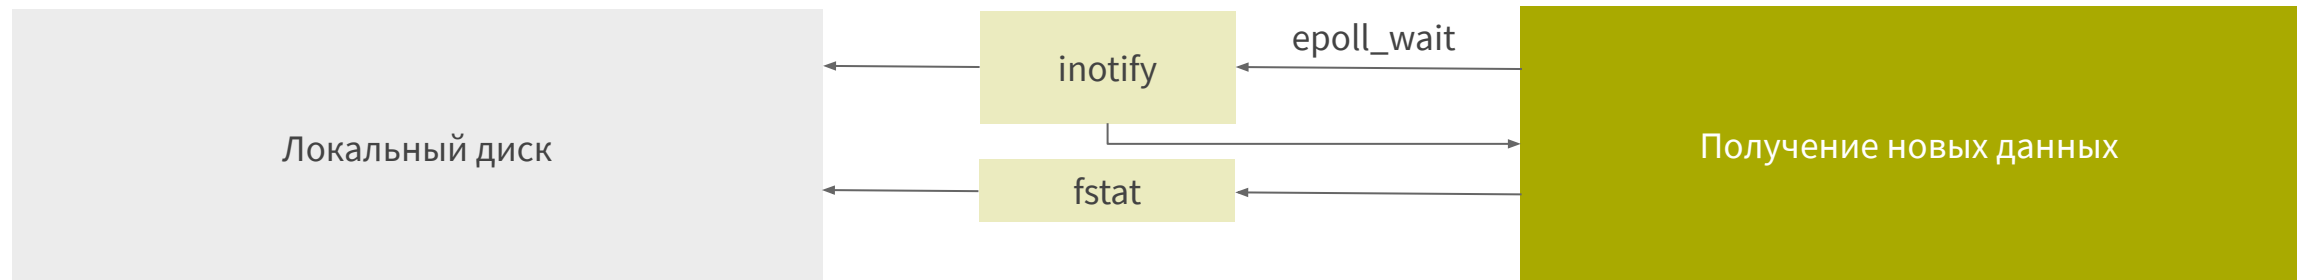 Локальный диск
inotify
epoll_wait
fstat
Получение новых данных